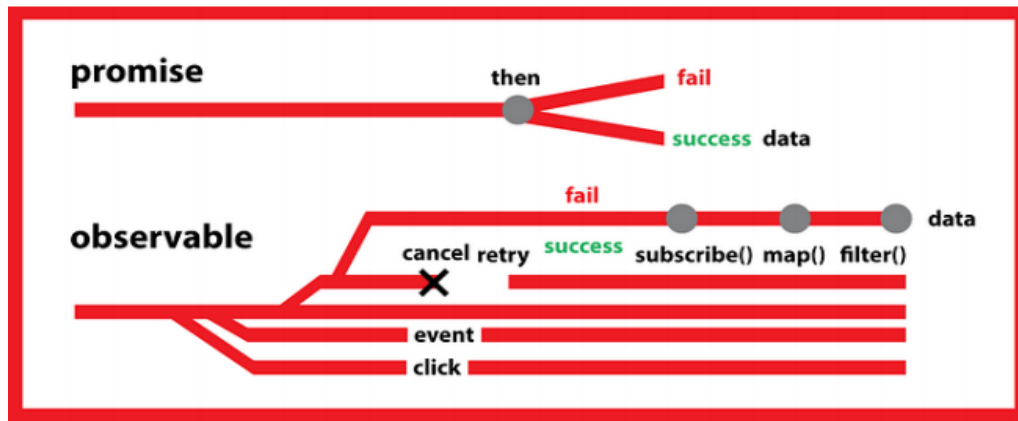 promise
then
fail
success data
observable
fail
data
cancel retry success subscribe() map() filter()
event
click